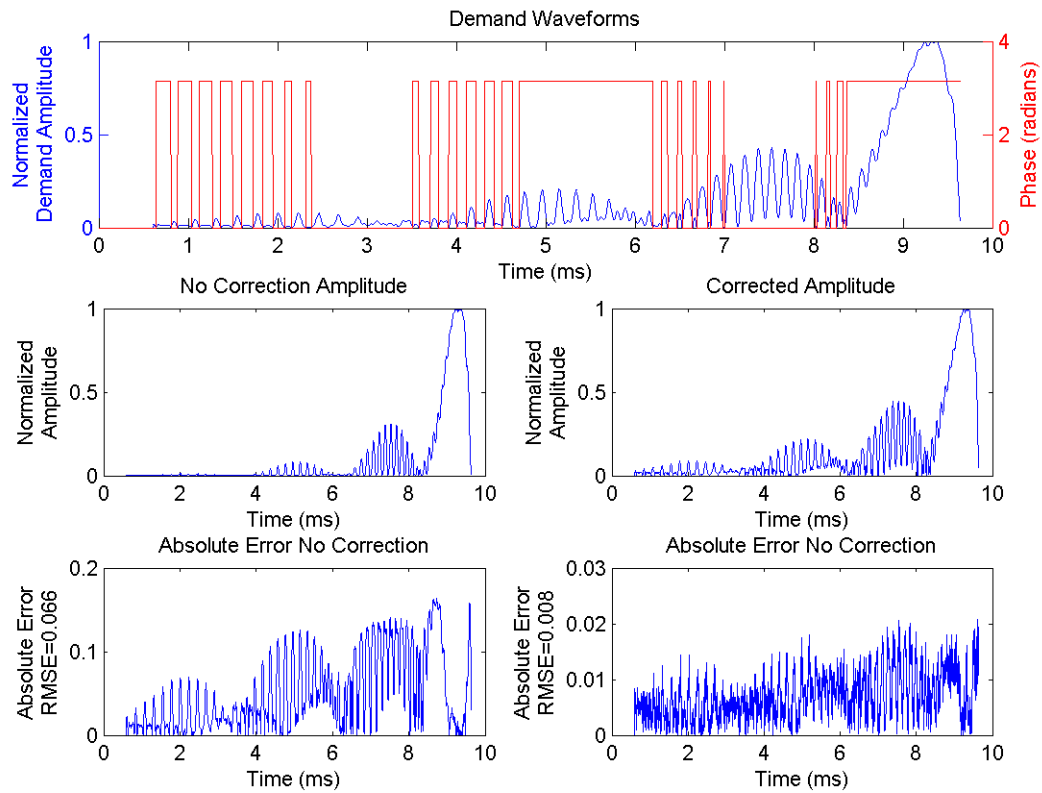 Demand Waveforms
Normalized
Demand Amplitude
1
0.5
0
4
2
0
Phase (radians)
0 1 2 3 4 5 6 7 8 9 10
Time (ms)
No Correction Amplitude
Normalized
Amplitude
1
0.5
0
0 2 4 6 8 10
Time (ms)
Corrected Amplitude
Normalized
Amplitude
1
0.5
0
0 2 4 6 8 10
Time (ms)
Absolute Error No Correction
Absolute Error
RMSE=0.066
0.2
0.1
0
0 2 4 6 8 10
Time (ms)
Absolute Error No Correction
Absolute Error
RMSE=0.008
0.03
0.02
0.01
0
0 2 4 6 8 10
Time (ms)